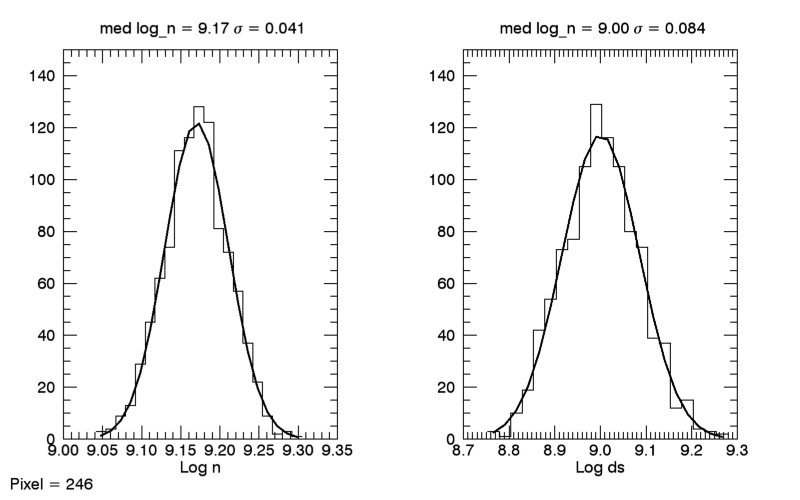 med log_n = 9.17 σ = 0.041
med log_n = 9.00 σ = 0.084
140
120
100
80
60
40
20
0
9.00 9.05 9.10 9.15 9.20 9.25 9.30 9.35
Log n
140
120
100
80
60
40
20
0
8.7 8.8 8.9 9.0 9.1 9.2 9.3
Log ds
Pixel = 246